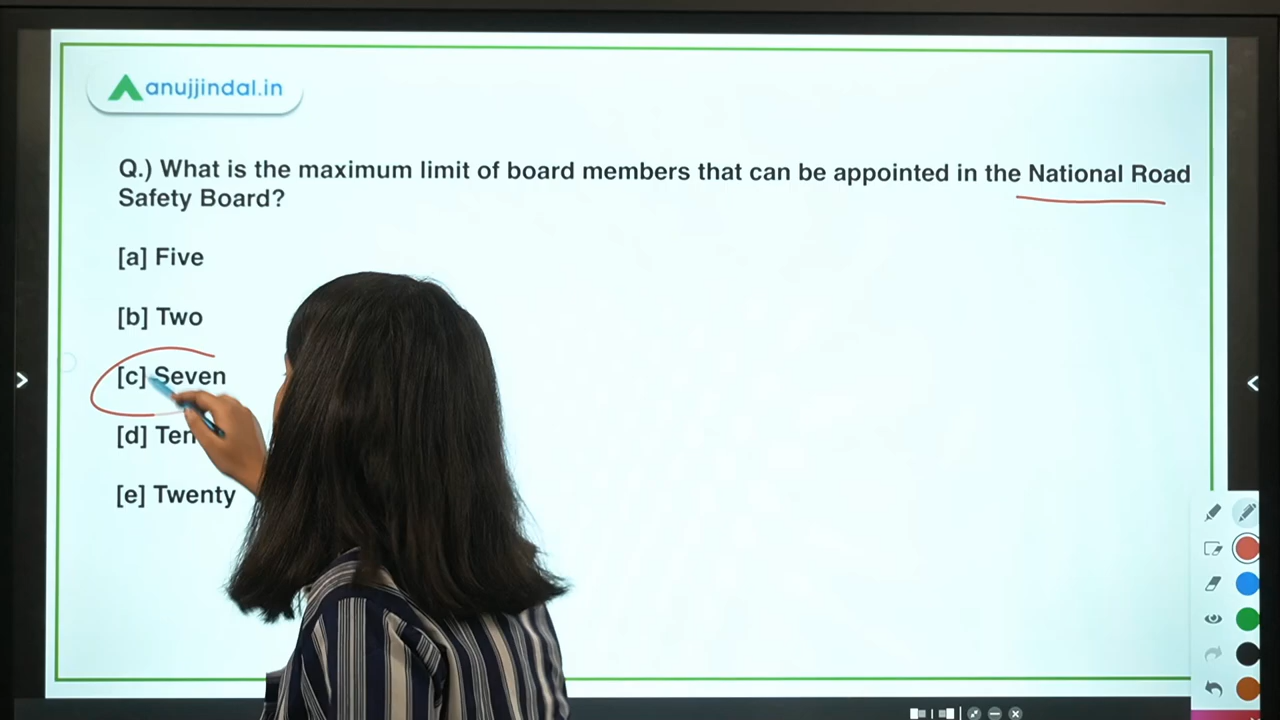 anujjindal.in
Q.) What is the maximum limit of board members that can be appointed in the National Road
Safety Board?
[a] Five
[b] Two
[c] Seven
[d] Ten
[e] Twenty